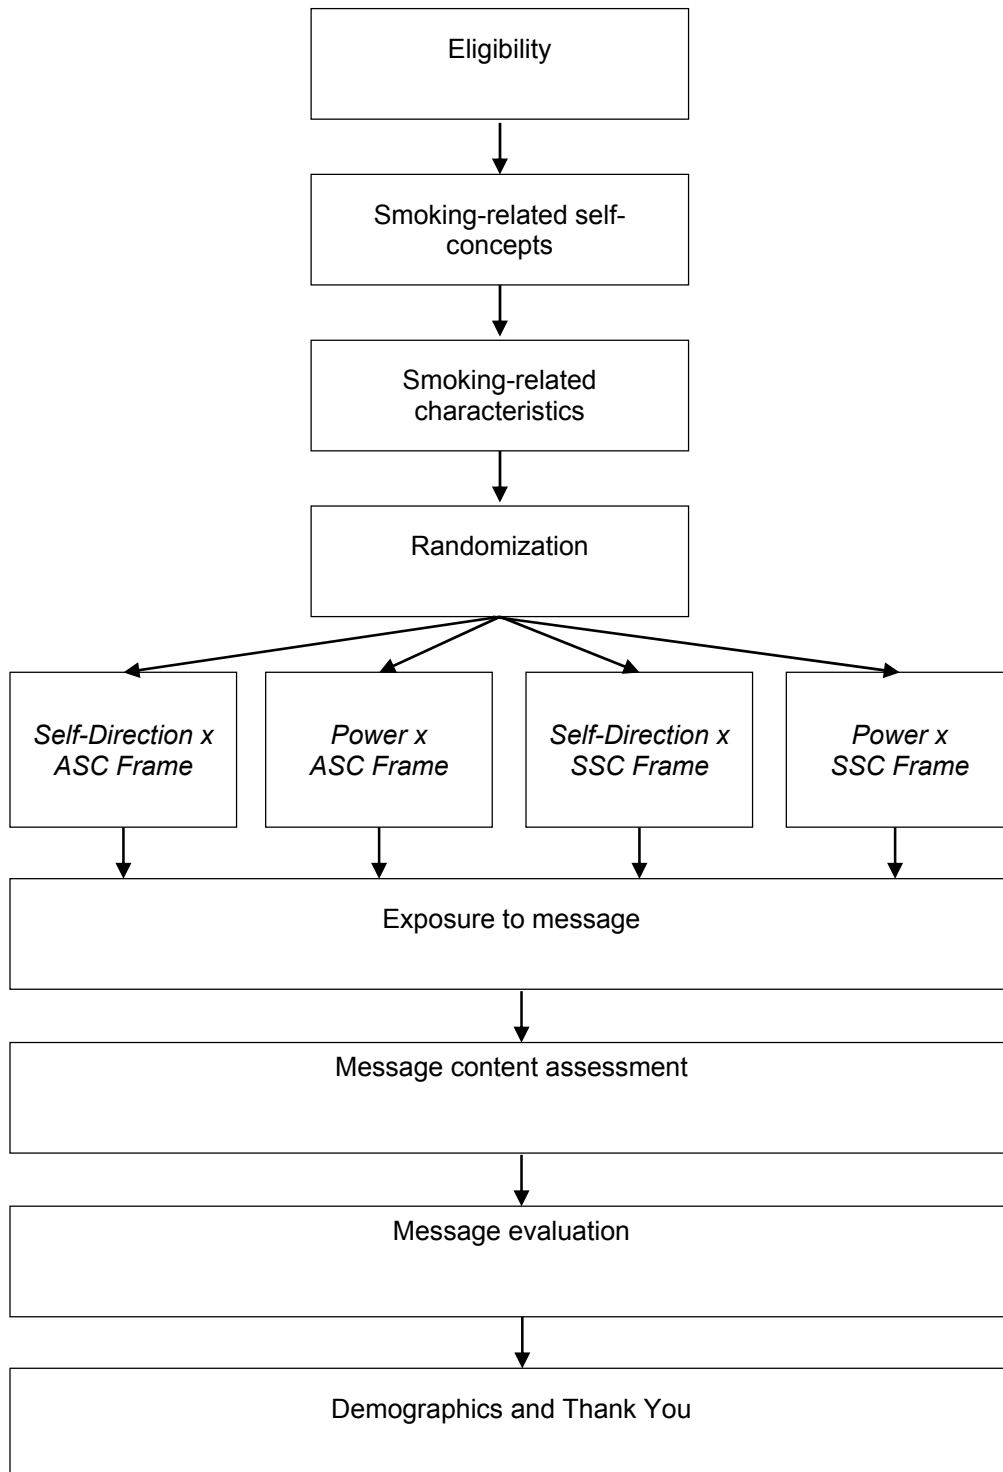 Eligibility
Smoking-related self-
concepts
Smoking-related
characteristics
Randomization
Self-Direction x
ASC Frame
Power x
ASC Frame
Self-Direction x
SSC Frame
Power x
SSC Frame
Exposure to message
Message content assessment
Message evaluation
Demographics and Thank You